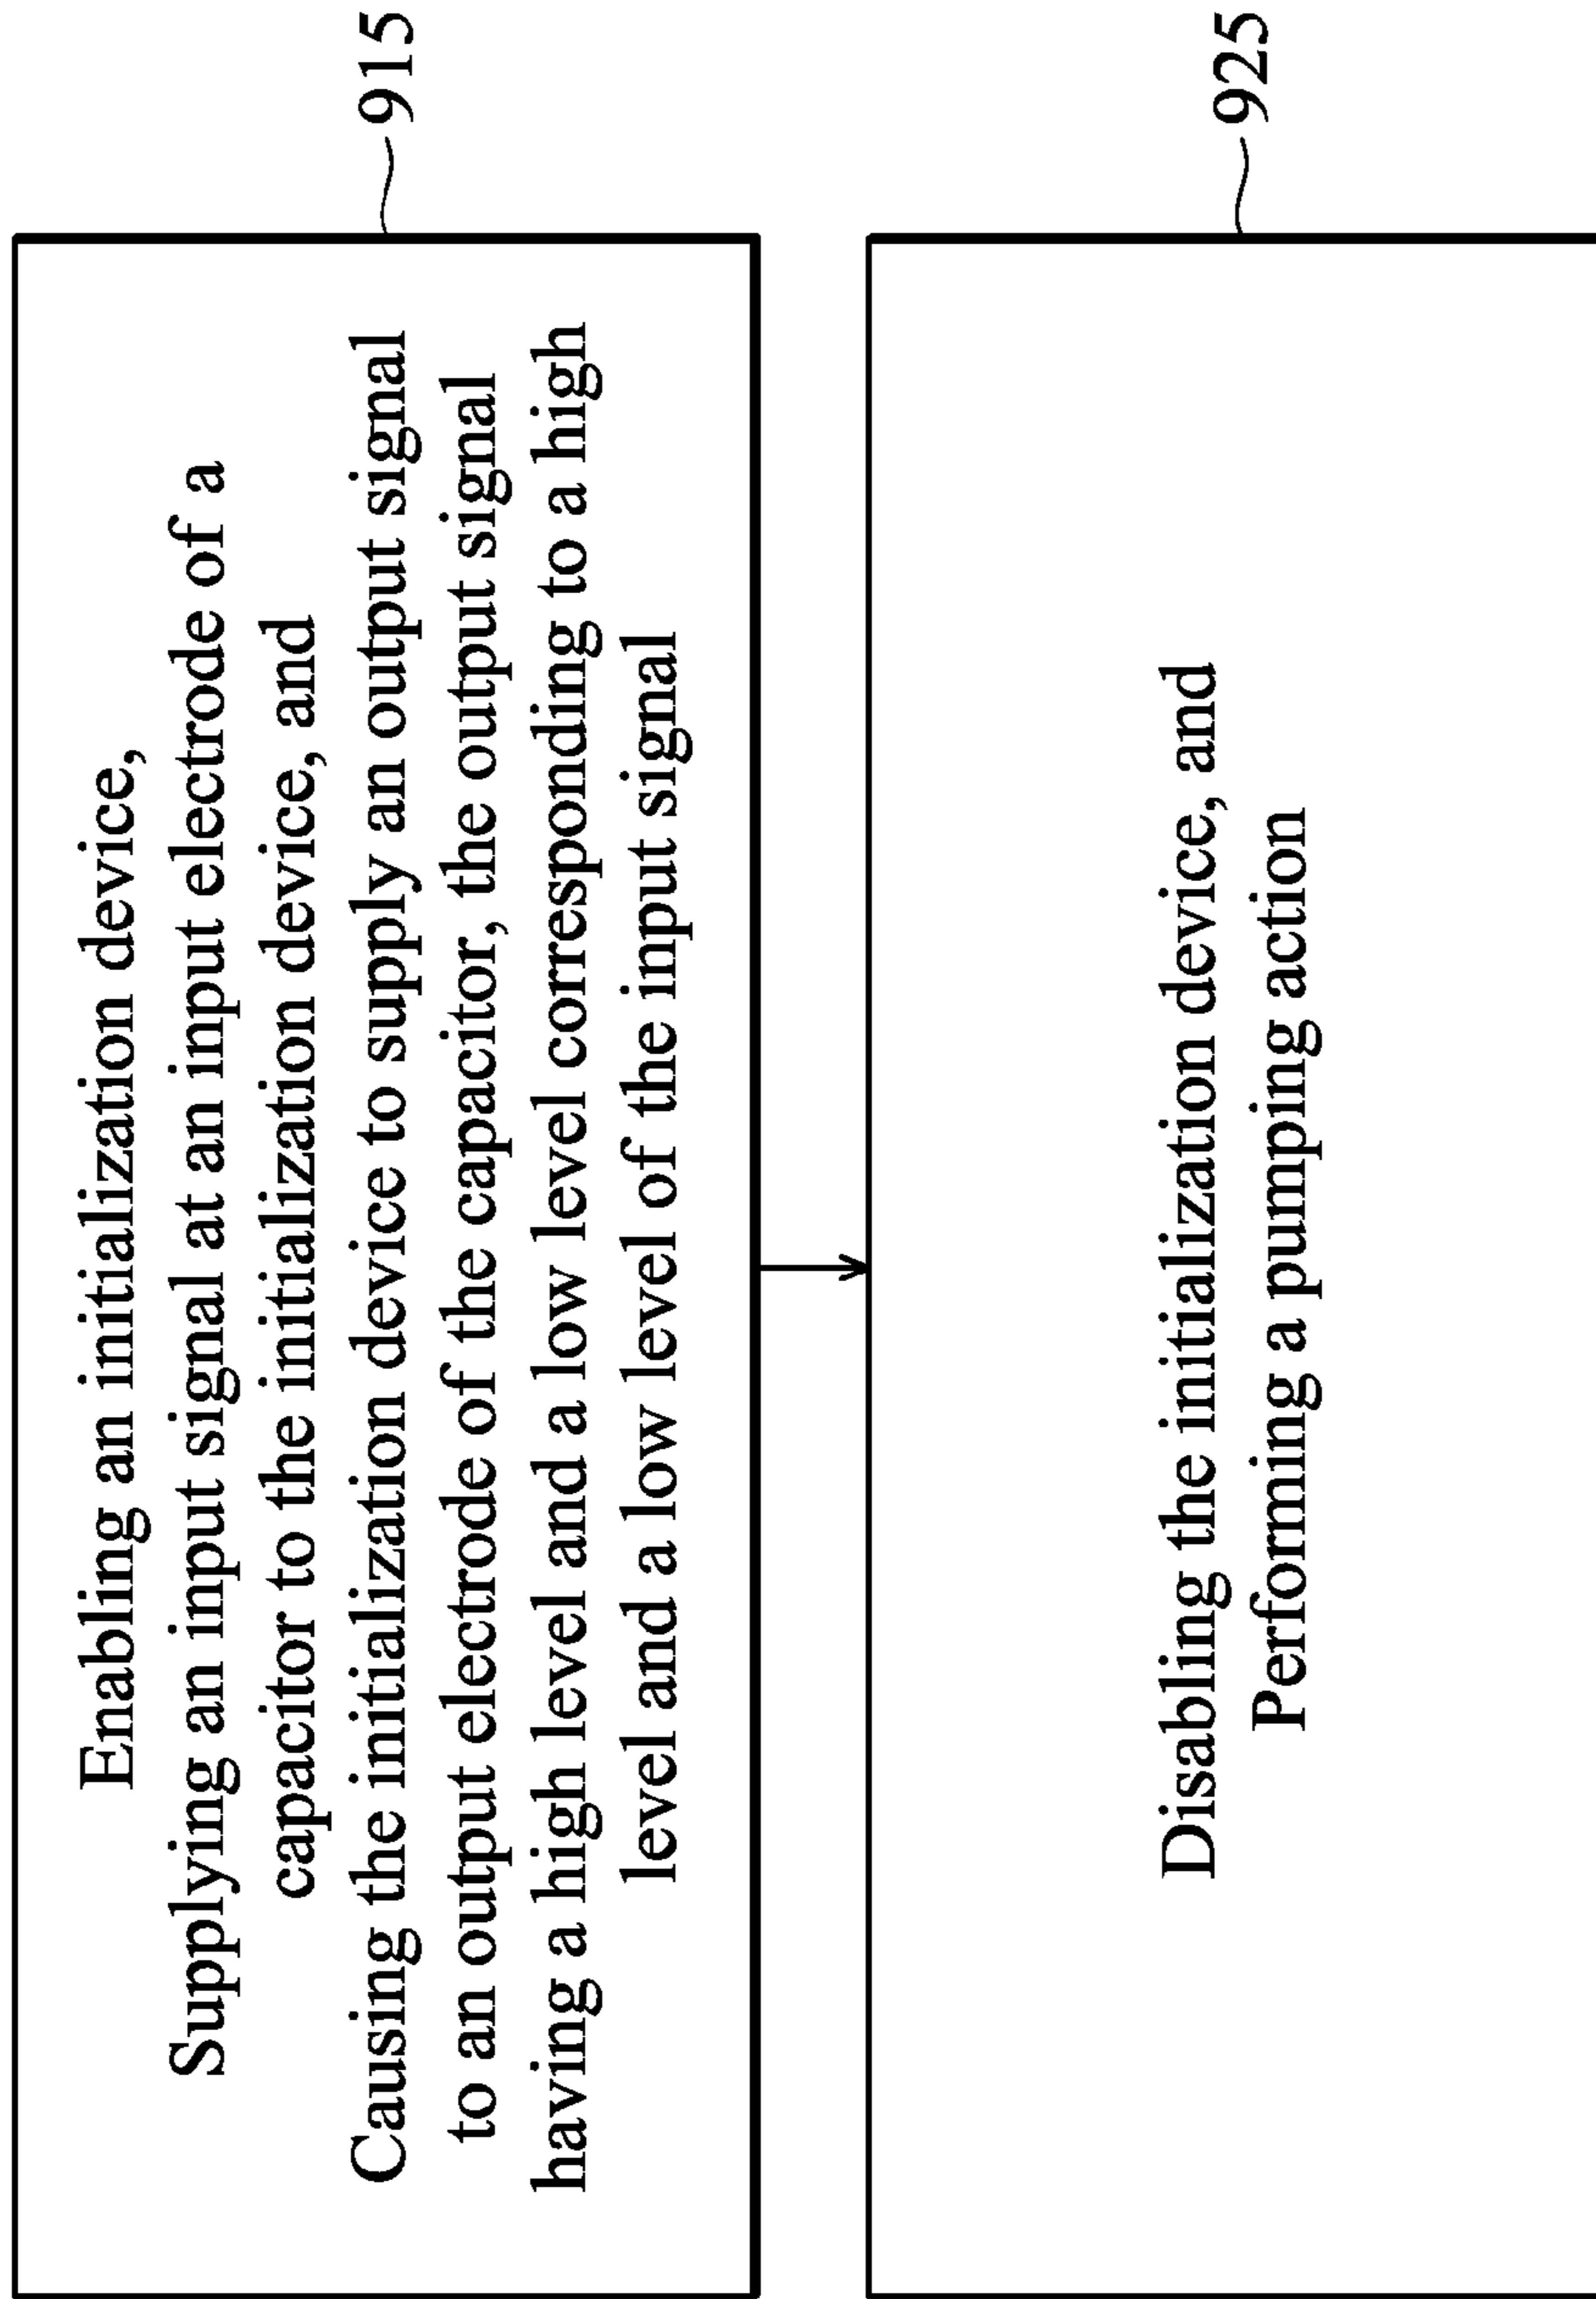 Enabling an initialization device,
Supplying an input signal at an input electrode of a
capacitor to the initialization device, and
Causing the initialization device to supply an output signal
to an output electrode of the capacitor, the output signal
having a high level and a low level corresponding to a high
level and a low level of the input signal
915
Disabling the initialization device, and
Performing a pumping action
925